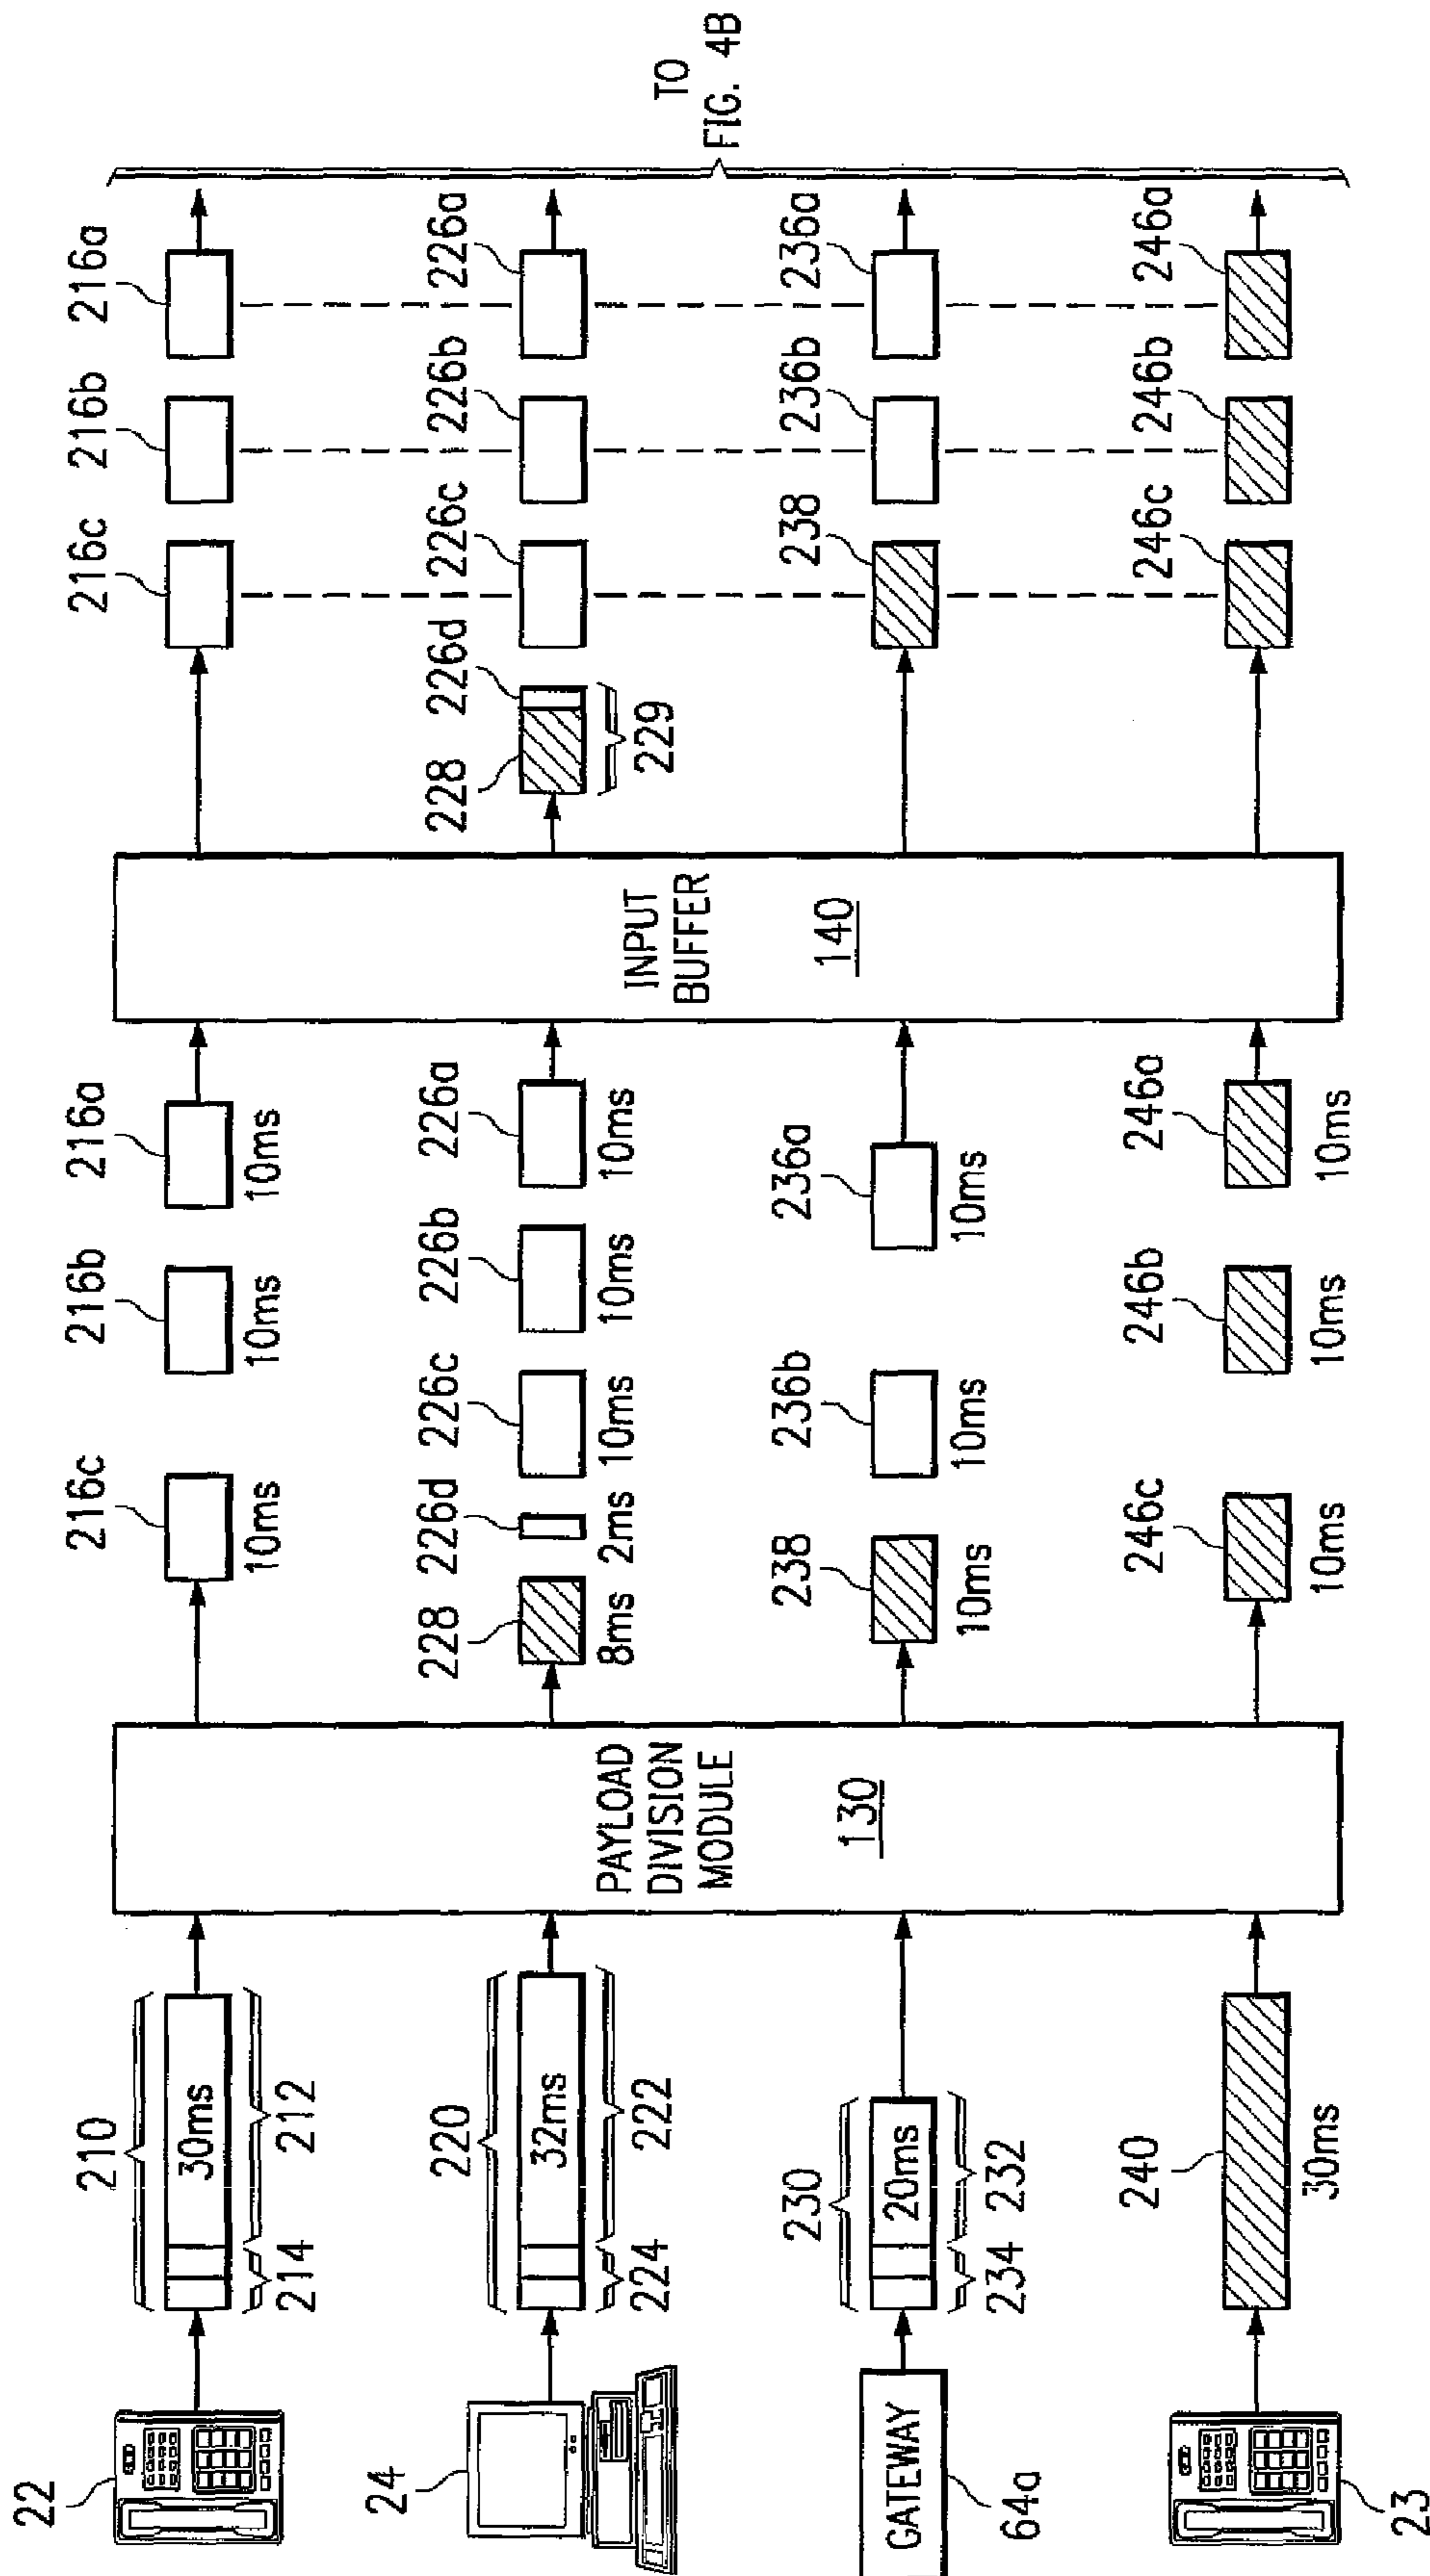 22
210
30ms
214
212
PAYLOAD
DIVISION
MODULE
130
216c
10ms
216b
10ms
216a
10ms
INPUT
BUFFER
140
216c
216b
216a
24
220
32ms
224
222
228
8ms
226d
2ms
226c
10ms
226b
10ms
226a
10ms
228
226d
229
226c
226b
226a
GATEWAY
64a
230
20ms
234
232
238
10ms
236b
10ms
236a
10ms
238
236b
236a
23
240
30ms
246c
10ms
246b
10ms
246a
10ms
246c
246b
246a
TO
FIG. 4B